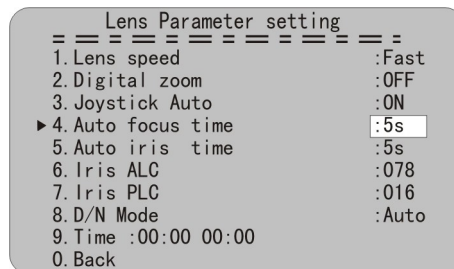 Lens Parameter setting
1. Lens speed :Fast
2. Digital zoom :OFF
3. Joystick Auto :ON
▶ 4. Auto focus time :5s
5. Auto iris time :5s
6. Iris ALC :078
7. Iris PLC :016
8. D/N Mode :Auto
9. Time :00:00 00:00
0. Back